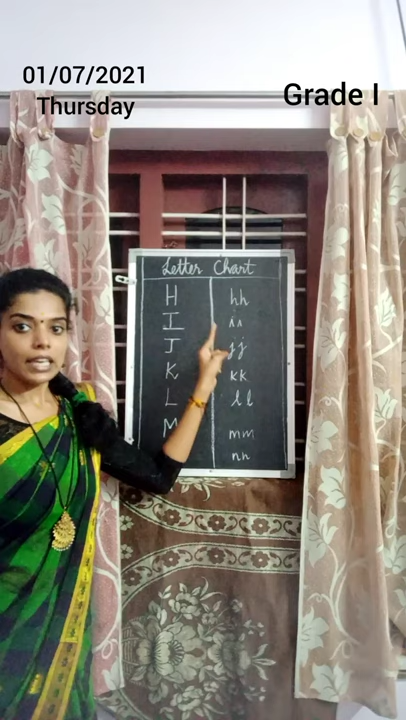 01/07/2021
Thursday
Grade I
Letter Chart
H hh
I ii
J jj
K kk
L ll
M mm
nn